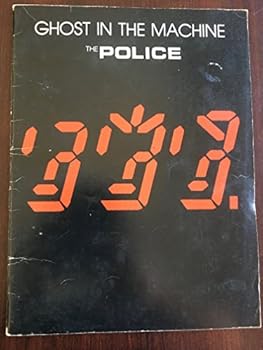 GHOST IN THE MACHINE
THE POLICE